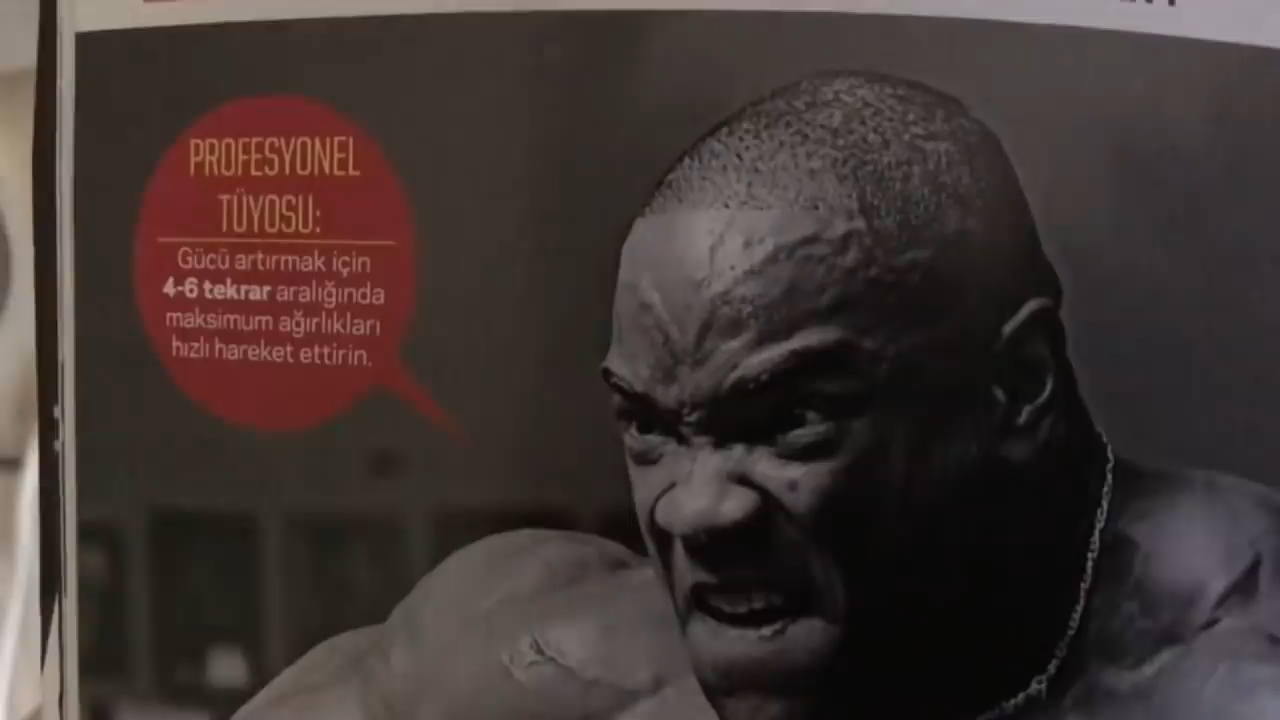 PROFESYONEL
TÜYOSU:
Gücü artırmak için
4-6 tekrar aralığında
maksimum ağırlıkları
hızlı hareket ettirin.